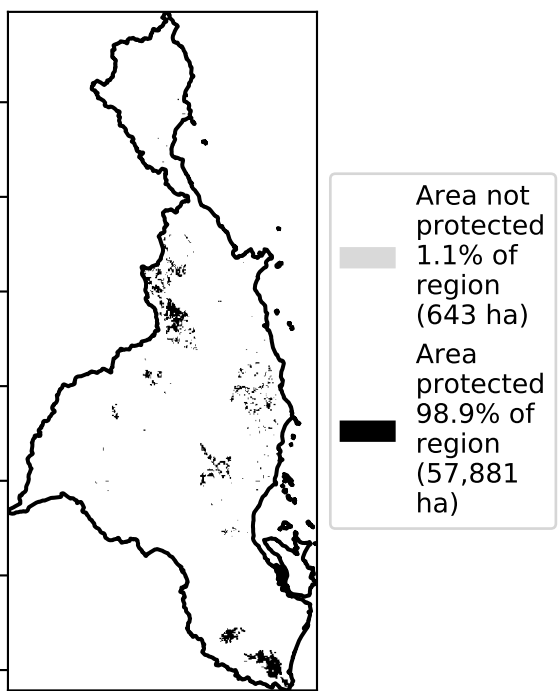 Area not
protected
1.1% of
region
(643 ha)
Area
protected
98.9% of
region
(57,881
ha)